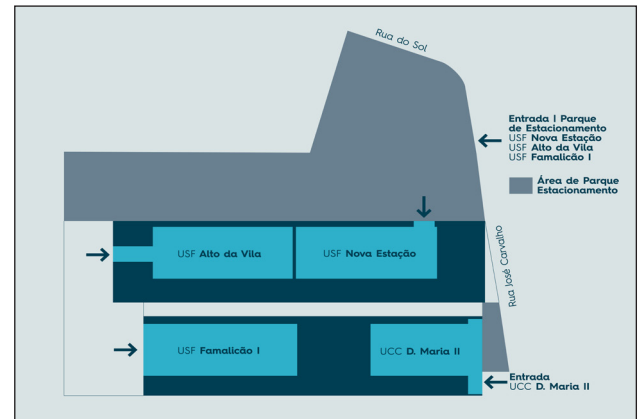 Rua do Sol
Entrada | Parque
de Estacionamento
USF Nova Estação
USF Alto da Vila
USF Famalicão I
Área de Parque
Estacionamento
Rua José Carvalho
USF Alto da Vila
USF Nova Estação
USF Famalicão I
UCC D. Maria II
Entrada
UCC D. Maria II